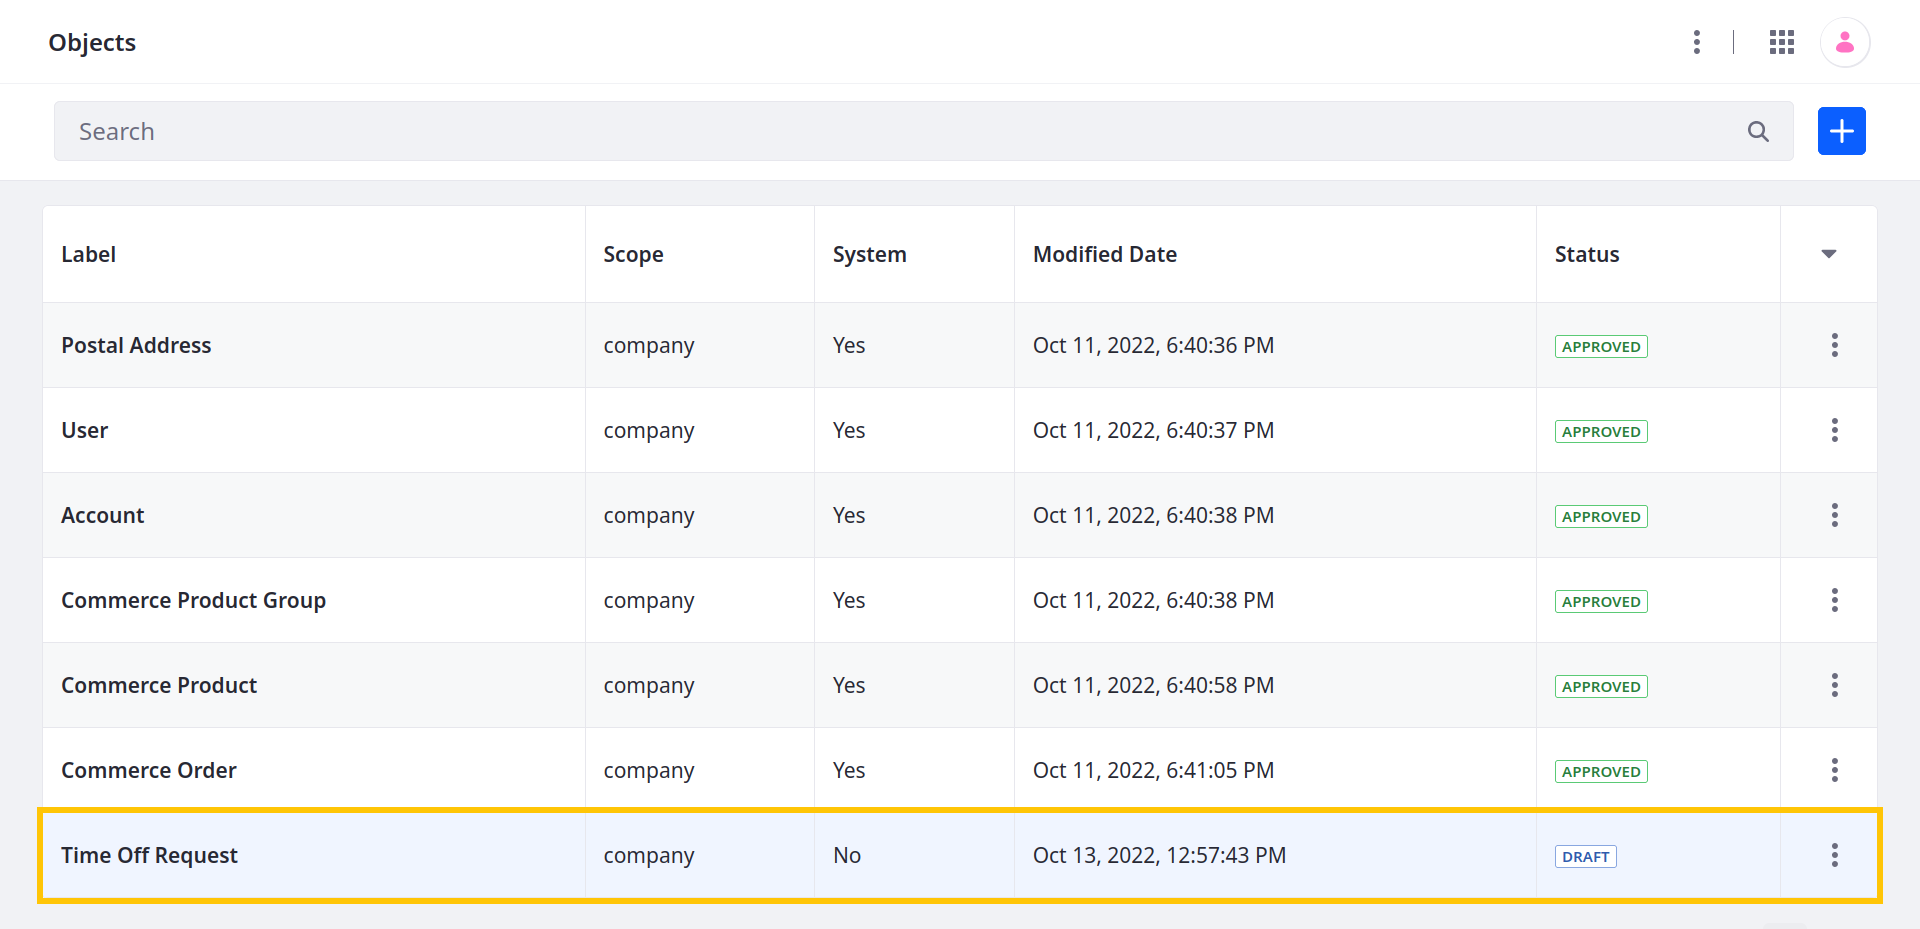 Objects
Search
Label Scope System Modified Date Status
Postal Address company Yes Oct 11, 2022, 6:40:36 PM APPROVED
User company Yes Oct 11, 2022, 6:40:37 PM APPROVED
Account company Yes Oct 11, 2022, 6:40:38 PM APPROVED
Commerce Product Group company Yes Oct 11, 2022, 6:40:38 PM APPROVED
Commerce Product company Yes Oct 11, 2022, 6:40:58 PM APPROVED
Commerce Order company Yes Oct 11, 2022, 6:41:05 PM APPROVED
Time Off Request company No Oct 13, 2022, 12:57:43 PM DRAFT